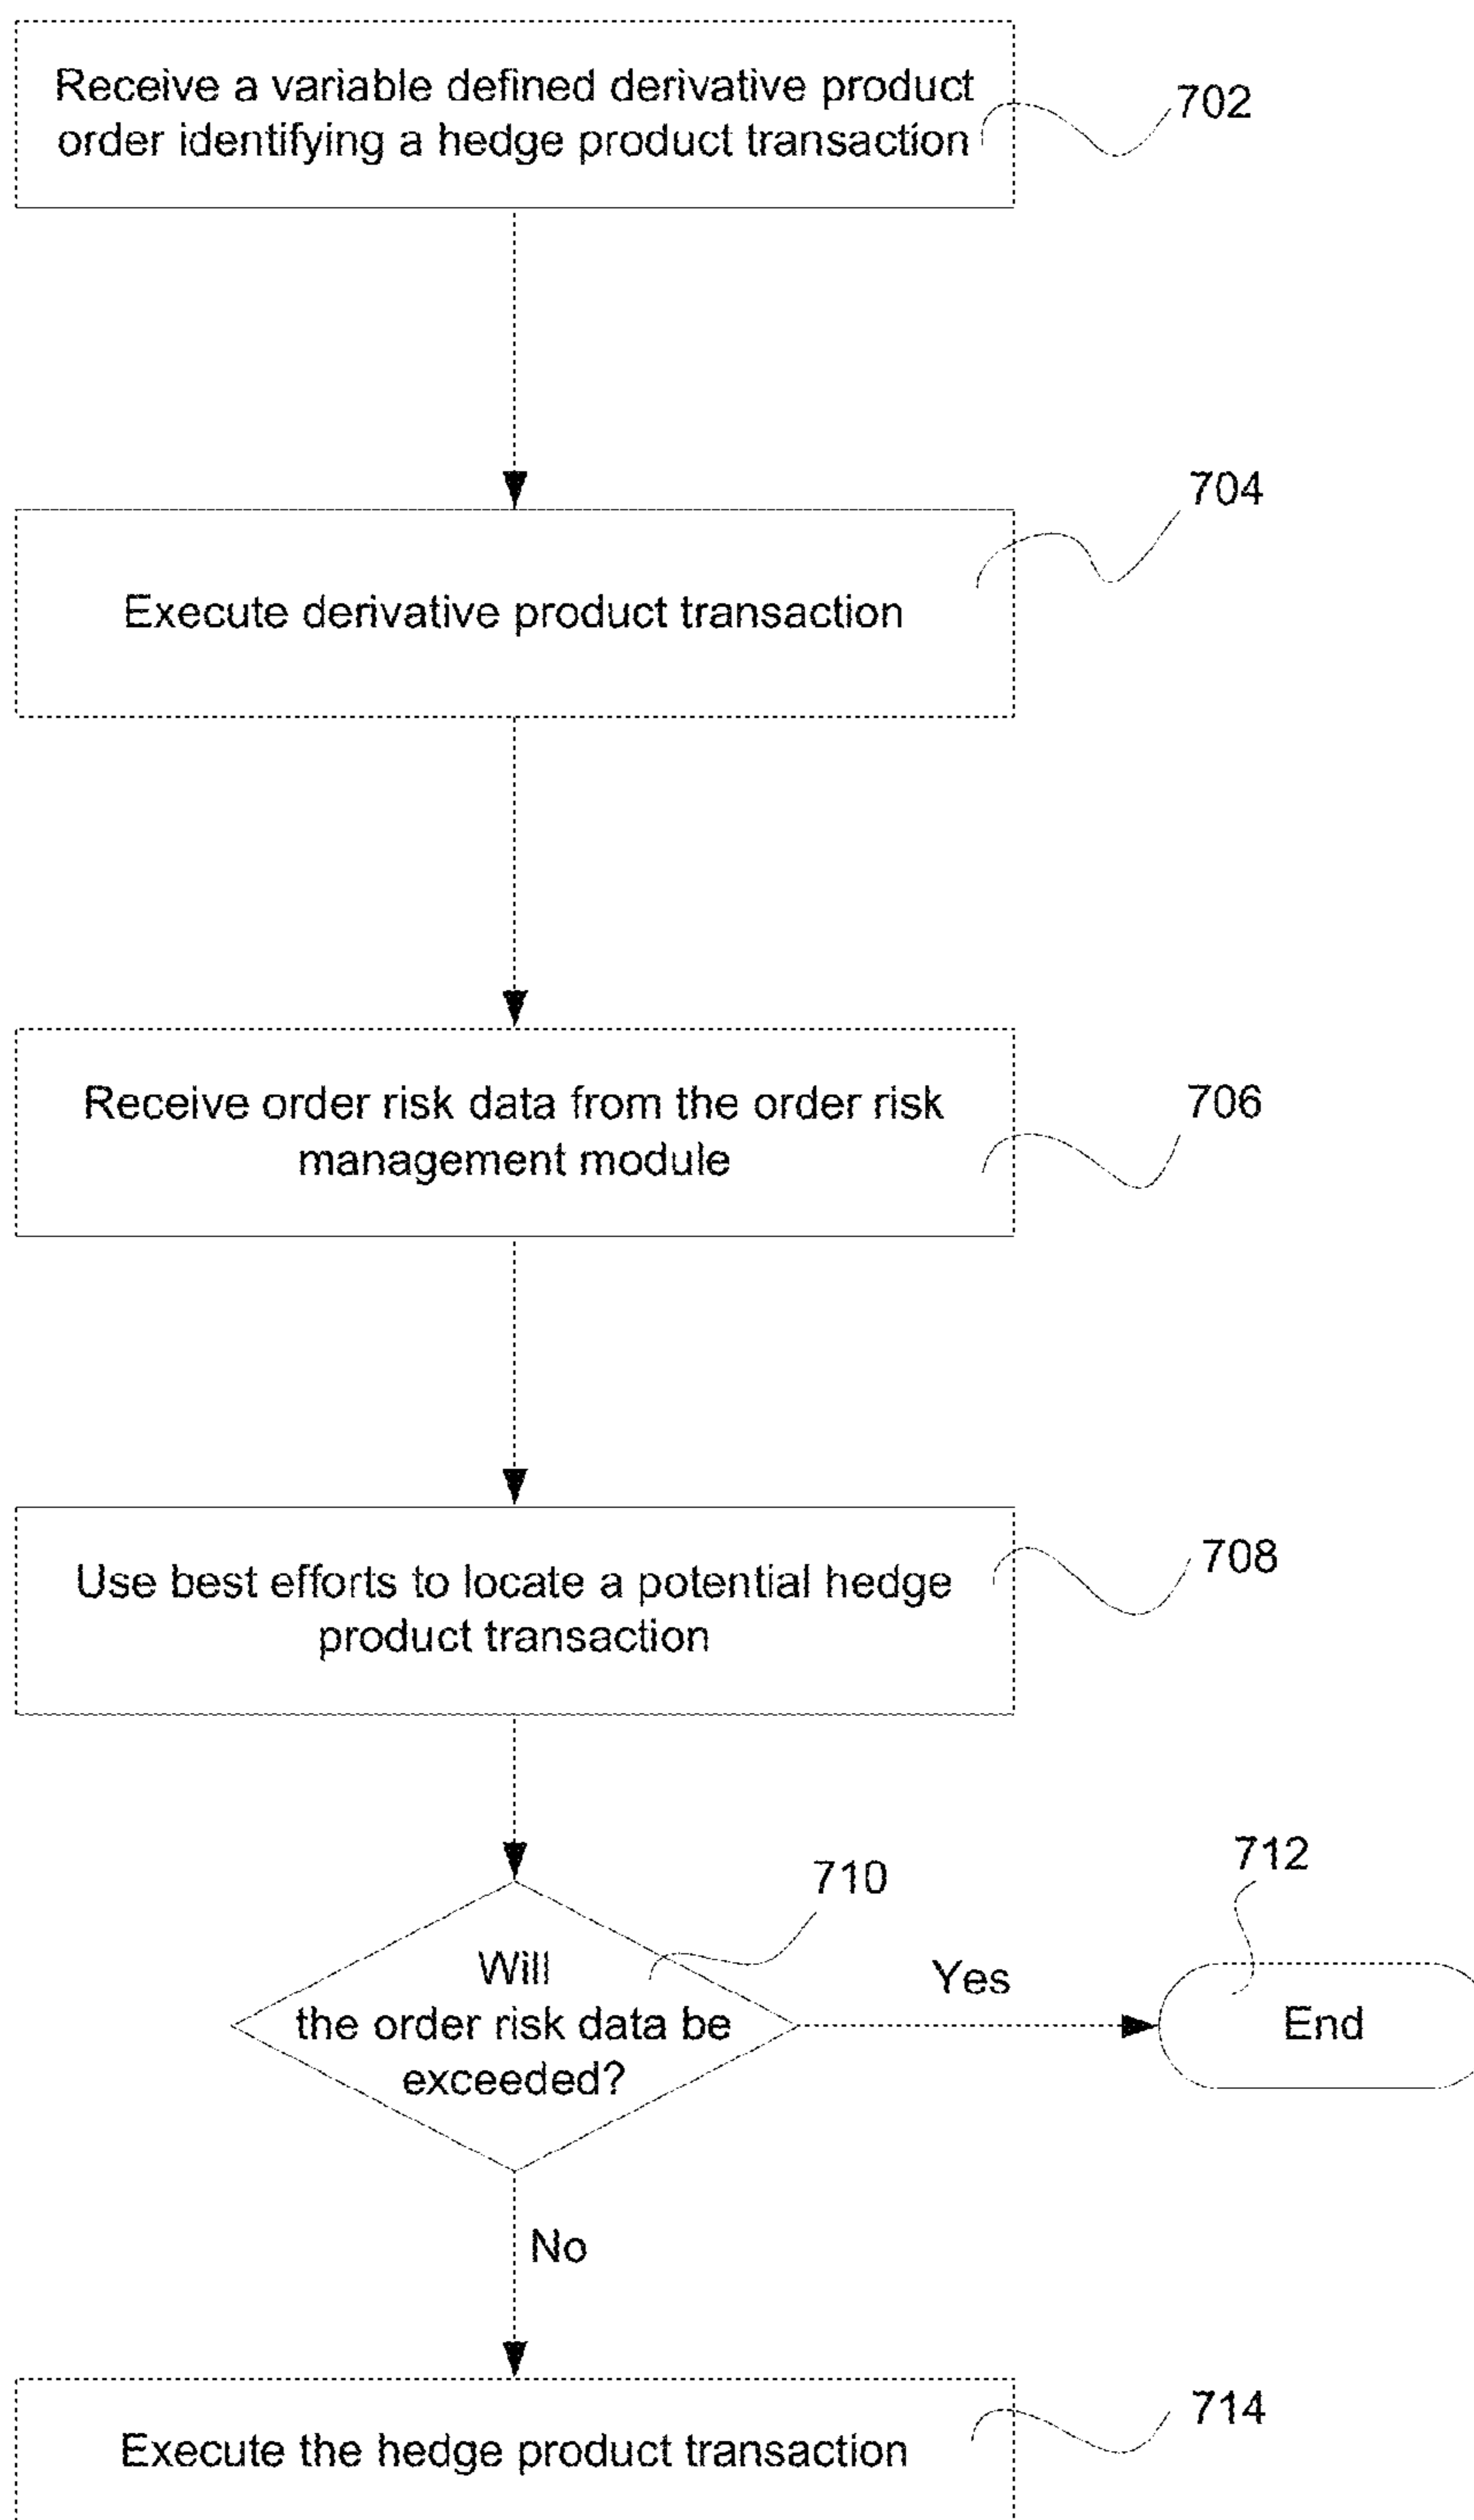 Receive a variable defined derivative product
order identifying a hedge product transaction
702
704
Execute derivative product transaction
Receive order risk data from the order risk
management module
706
Use best efforts to locate a potential hedge
product transaction
708
710
712
Will
the order risk data be
exceeded?
Yes
End
No
Execute the hedge product transaction
714